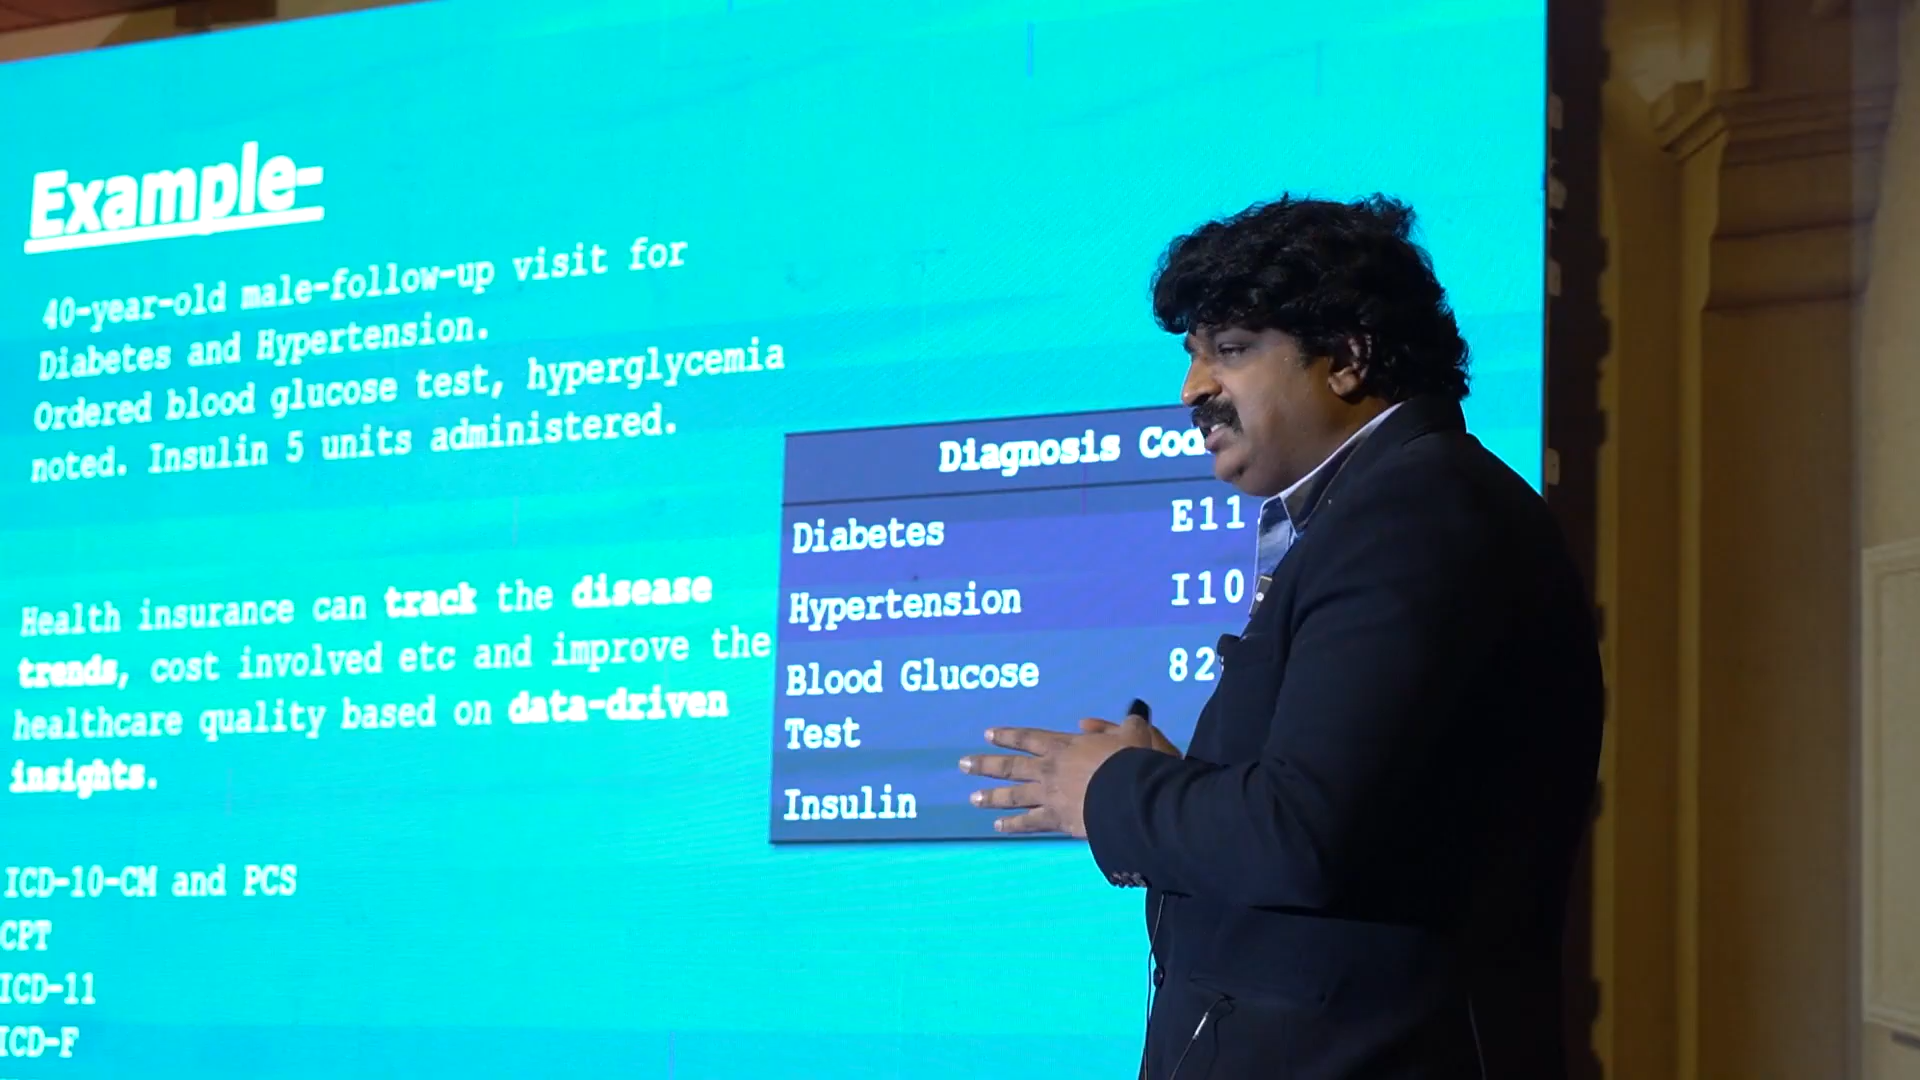 Example-
40-year-old male-follow-up visit for
Diabetes and Hypertension.
Ordered blood glucose test, hyperglycemia
noted. Insulin 5 units administered.
Health insurance can track the disease
trends, cost involved etc and improve the
healthcare quality based on data-driven
insights.
ICD-10-CM and PCS
CPT
ICD-11
ICD-F
Diagnosis
Diabetes E11
Hypertension I10
Blood Glucose
Test
Insulin